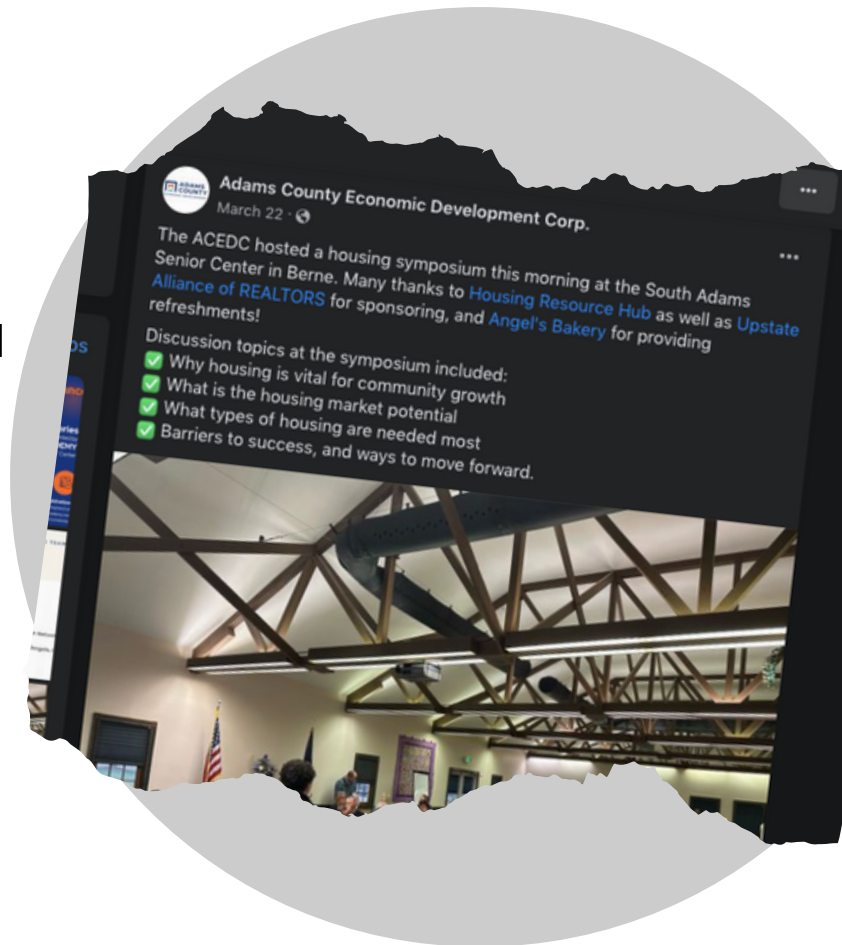 ADAMS
COUNTY
Adams County Economic Development Corp.
March 22 ·
The ACEDC hosted a housing symposium this morning at the South Adams
Senior Center in Berne. Many thanks to Housing Resource Hub as well as Upstate
Alliance of REALTORS for sponsoring, and Angel's Bakery for providing
refreshments!
Discussion topics at the symposium included:
✅ Why housing is vital for community growth
✅ What is the housing market potential
✅ What types of housing are needed most
✅ Barriers to success, and ways to move forward.